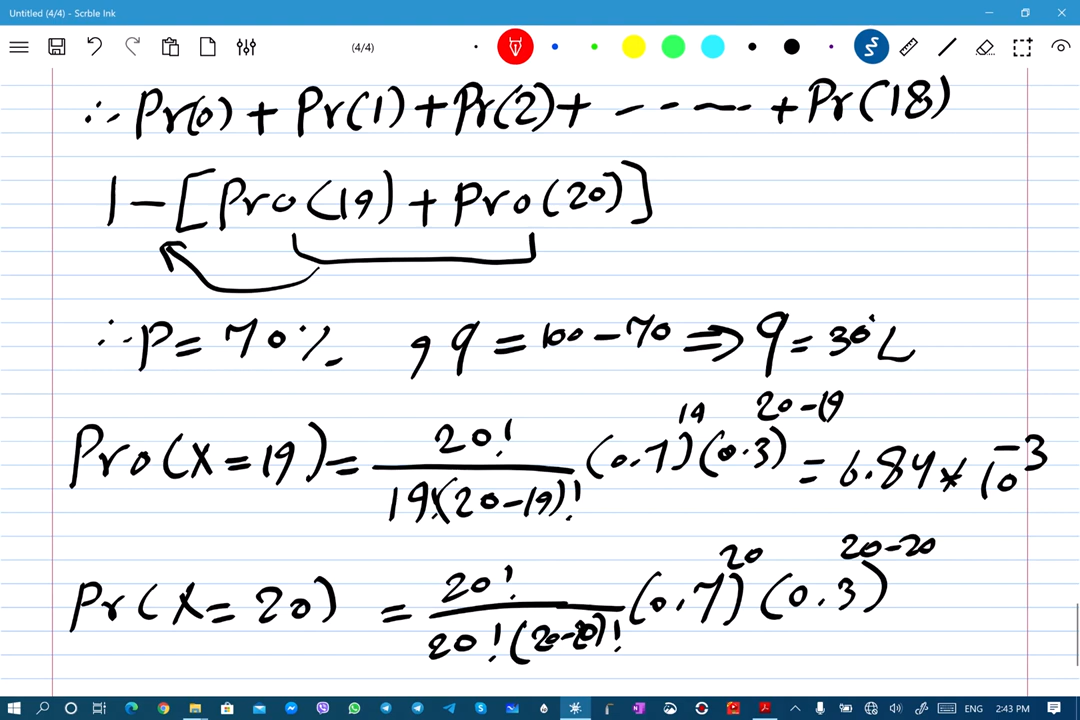 Untitled (4/4) - Scrble Ink
(4/4)
∴ Pr(0) + Pr(1) + Pr(2) + ------ + Pr(18)
1 - [Pro(19) + Pro(20)]
∴ P = 70%. , q = 100 - 70 ⇒ q = 30%
Pro(X = 19) = 20! / 19!(20-19)! (0.7)^19 (0.3)^20-19 = 6.84 * 10^-3
Pr(X = 20) = 20! / 20!(20-20)! (0.7)^20 (0.3)^20-20
ENG 2:43 PM